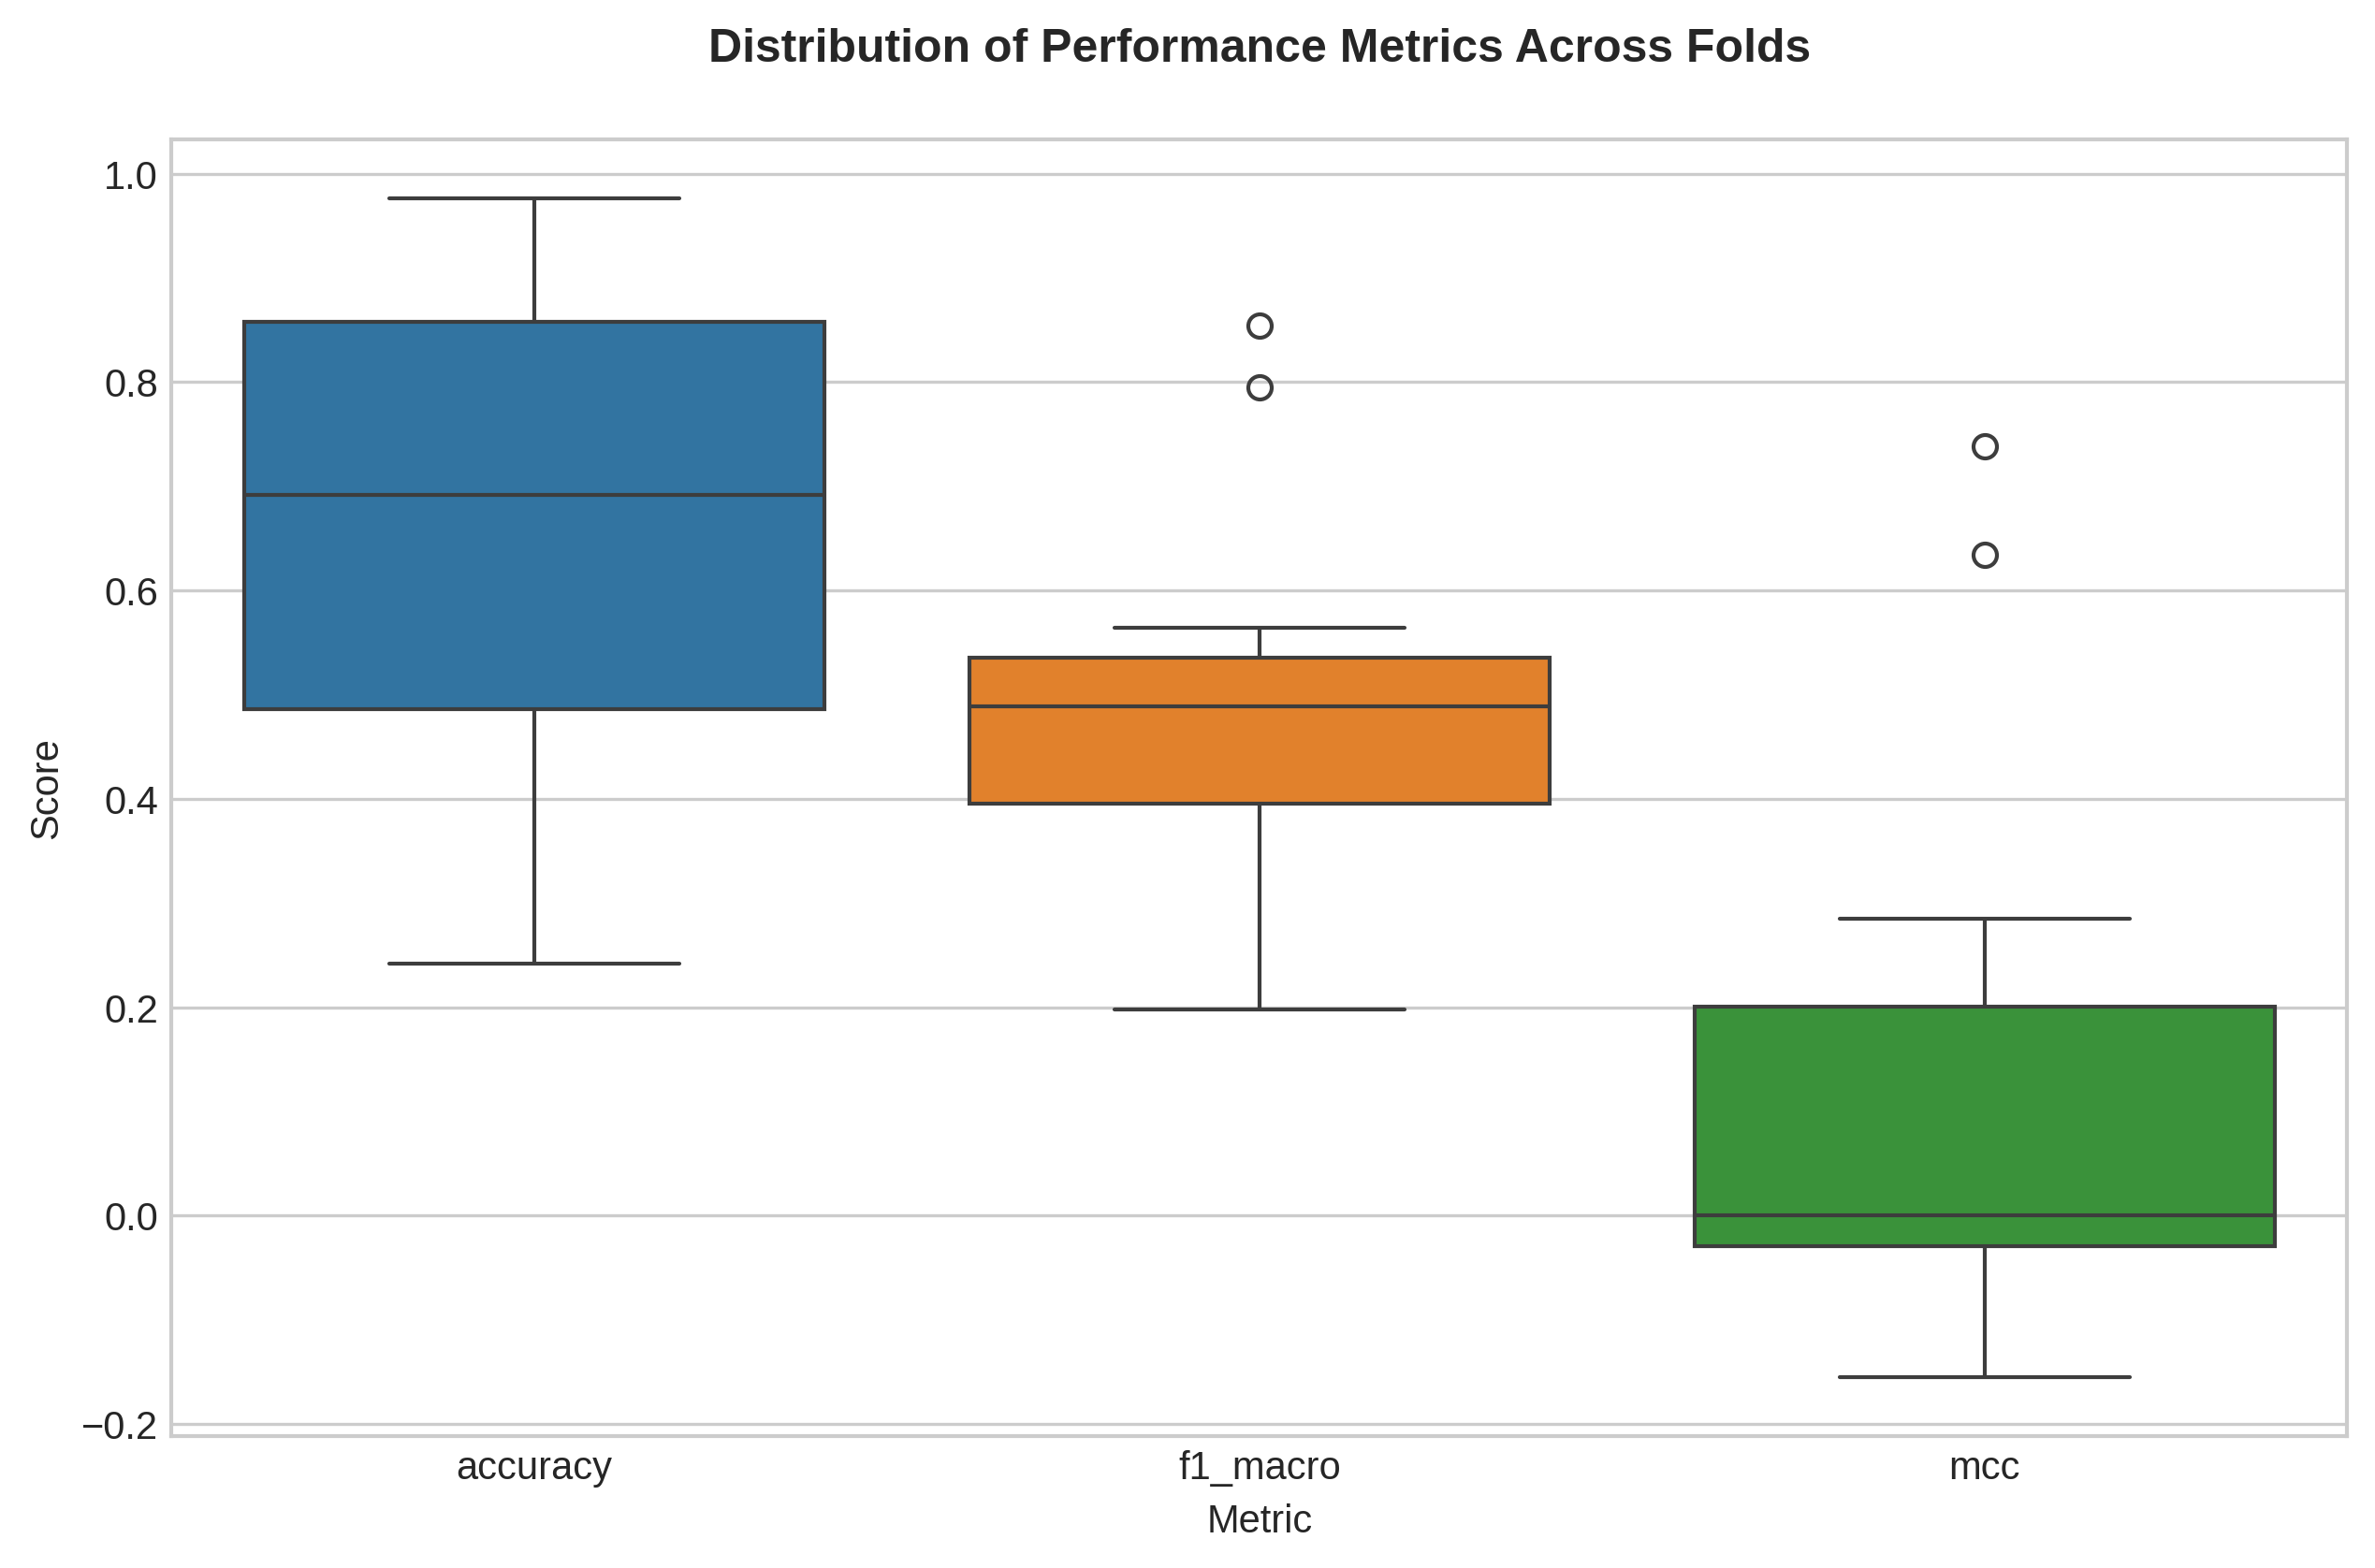 Distribution of Performance Metrics Across Folds
1.0
0.8
0.6
0.4
0.2
0.0
−0.2
Score
accuracy f1_macro mcc
Metric